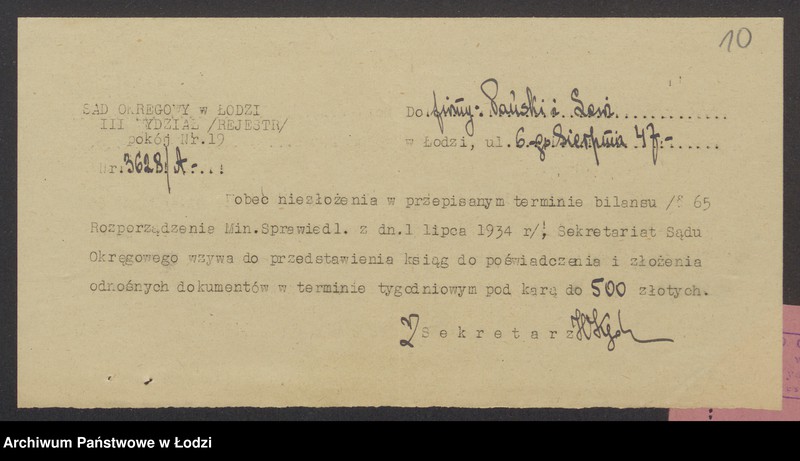 10
SĄD OKRĘGOWY w ŁODZI
III WYDZIAŁ /REJESTR/
pokój Nr.19
Nr.3628/A-...
Do firmy: Pański i
w Łodzi, ul. 6-go Sierpnia 47.-......
Wobec niezłożenia w przepisanym terminie bilansu /§ 65
Rozporządzenia Min.Sprawiedl. z dn.1 lipca 1934 r/, Sekretariat Sądu
Okręgowego wzywa do przedstawienia ksiąg do poświadczenia i złożenia
odnośnych dokumentów w terminie tygodniowym pod karą do 500 złotych.
Sekretarz
Archiwum Państwowe w Łodzi